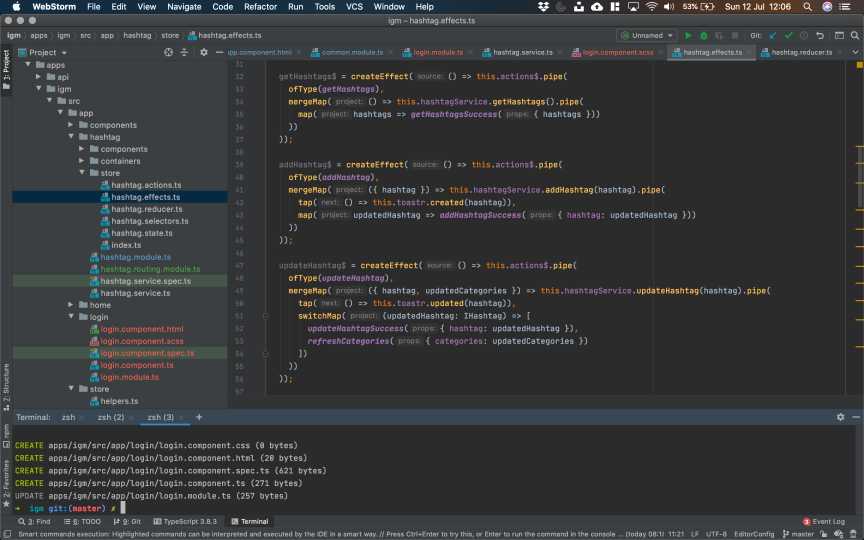 WebStorm File Edit View Navigate Code Refactor Run Tools VCS Window Help 53% Sun 12 July 12:06
igm – hashtag.effects.ts
igm apps igm src app hashtag store hashtag.effects.ts Unnamed Git:
Project app.component.html common.module.ts login.module.ts hashtag.service.ts login.component.scss hashtag.effects.ts hashtag.reducer.ts
1: Project
apps
api
igm
src
app
components
hashtag
components
containers
store
hashtag.actions.ts
hashtag.effects.ts
hashtag.reducer.ts
hashtag.selectors.ts
hashtag.state.ts
index.ts
hashtag.module.ts
hashtag.routing.module.ts
hashtag.service.spec.ts
hashtag.service.ts
home
login
login.component.html
login.component.scss
login.component.spec.ts
login.component.ts
login.module.ts
store
helpers.ts
31
32 getHashtags$ = createEffect( source: () => this.actions$.pipe(
33 ofType(getHashtags),
34 mergeMap( project: () => this.hashtagService.getHashtags().pipe(
35 map( project: hashtags => getHashtagsSuccess( props: { hashtags }))
36 ))
37 ));
38
39 addHashtag$ = createEffect( source: () => this.actions$.pipe(
40 ofType(addHashtag),
41 mergeMap( project: ({ hashtag }) => this.hashtagService.addHashtag(hashtag).pipe(
42 tap( next: () => this.toastr.created(hashtag)),
43 map( project: updatedHashtag => addHashtagSuccess( props: { hashtag: updatedHashtag }))
44 ))
45 ));
46
47 updateHashtag$ = createEffect( source: () => this.actions$.pipe(
48 ofType(updateHashtag),
49 mergeMap( project: ({ hashtag, updatedCategories }) => this.hashtagService.updateHashtag(hashtag).pipe(
50 tap( next: () => this.toastr.updated(hashtag)),
51 switchMap( project: (updatedHashtag: IHashtag) => [
52 updateHashtagSuccess( props: { hashtag: updatedHashtag }),
53 refreshCategories( props: { categories: updatedCategories })
54 ])
55 ))
56 ));
57
2: Structure
npm
2: Favorites
Terminal: zsh zsh (2) zsh (3) +
CREATE apps/igm/src/app/login/login.component.css (0 bytes)
CREATE apps/igm/src/app/login/login.component.html (20 bytes)
CREATE apps/igm/src/app/login/login.component.spec.ts (621 bytes)
CREATE apps/igm/src/app/login/login.component.ts (271 bytes)
UPDATE apps/igm/src/app/login/login.module.ts (257 bytes)
→ igm git:(master) ✗
3: Find 6: TODO 9: Git TypeScript 3.8.3 Terminal Event Log
Smart commands execution: Highlighted commands can be interpreted and executed by the IDE in a smart way. // Press Ctrl+Enter to try this, or Enter to run the command in the console ... 11:21 LF UTF-8 EditorConfig master